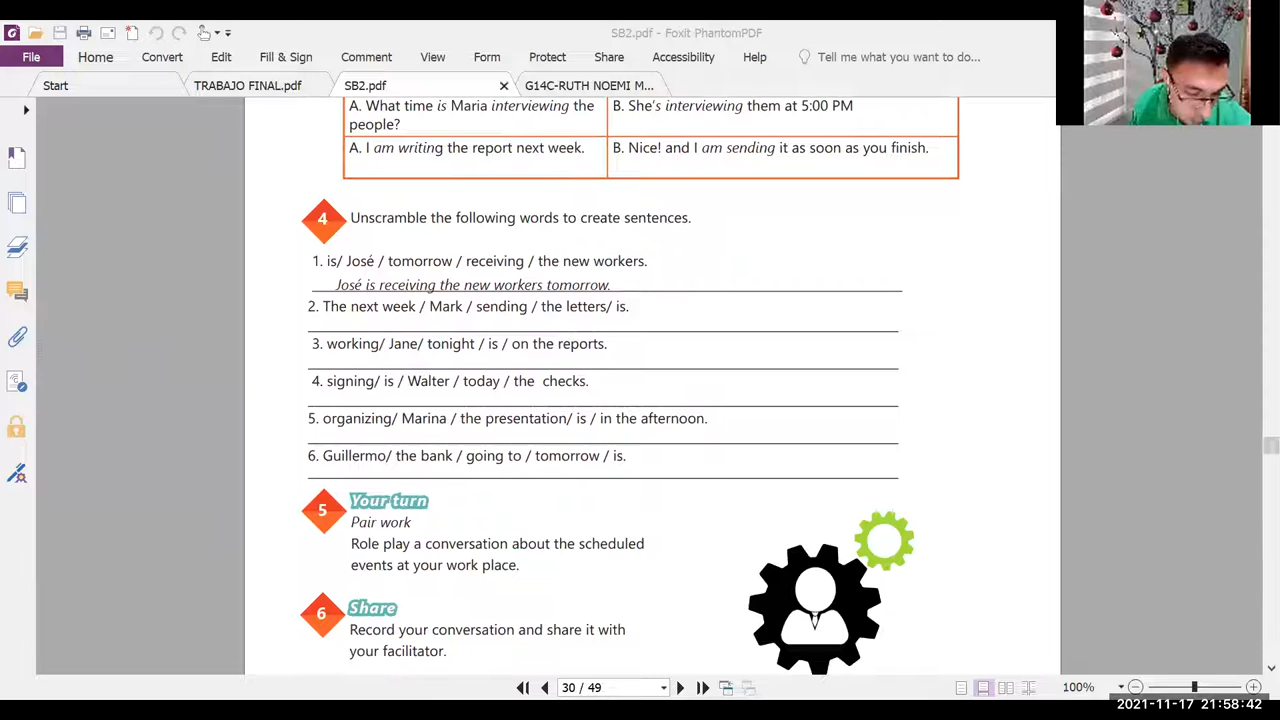 SB2.pdf - Foxit PhantomPDF
File Home Convert Edit Fill & Sign Comment View Form Protect Share Accessibility Help Tell me what you want to do...
Start TRABAJO FINAL.pdf SB2.pdf G14C-RUTH NOEMI M...
A. What time is Maria interviewing the people?
B. She's interviewing them at 5:00 PM
A. I am writing the report next week.
B. Nice! and I am sending it as soon as you finish.
4 Unscramble the following words to create sentences.
1. is/ José / tomorrow / receiving / the new workers.
José is receiving the new workers tomorrow.
2. The next week / Mark / sending / the letters/ is.
3. working/ Jane/ tonight / is / on the reports.
4. signing/ is / Walter / today / the checks.
5. organizing/ Marina / the presentation/ is / in the afternoon.
6. Guillermo/ the bank / going to / tomorrow / is.
5 Your turn
Pair work
Role play a conversation about the scheduled
events at your work place.
6 Share
Record your conversation and share it with
your facilitator.
30 / 49
100%
2021-11-17 21:58:42